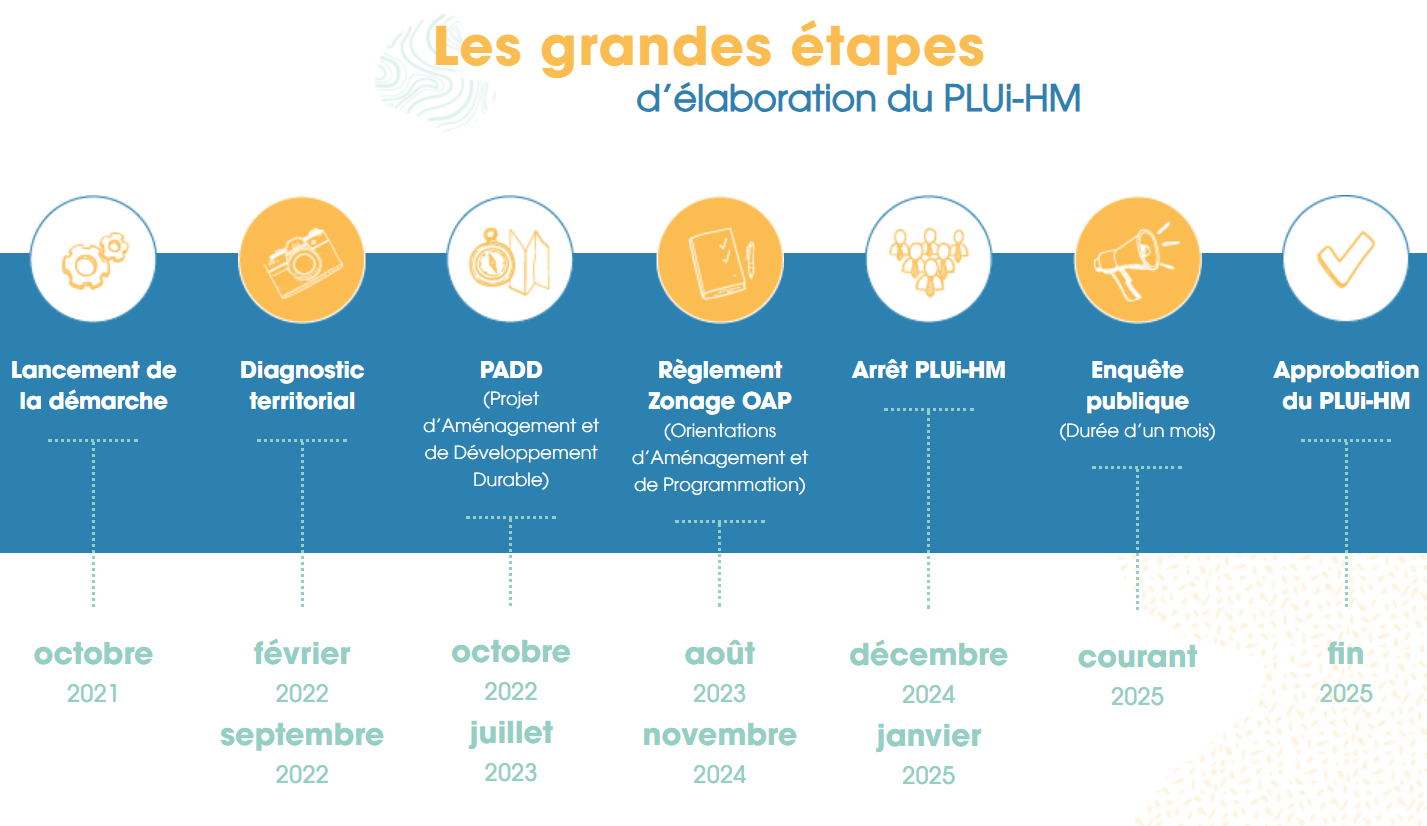 Les grandes étapes
d'élaboration du PLUi-HM
Lancement de
la démarche
octobre
2021
Diagnostic
territorial
février
2022
septembre
2022
PADD
(Projet
d'Aménagement et
de Développement
Durable)
octobre
2022
juillet
2023
Règlement
Zonage OAP
(Orientations
d'Aménagement et
de Programmation)
août
2023
novembre
2024
Arrêt PLUi-HM
décembre
2024
janvier
2025
Enquête
publique
(Durée d'un mois)
courant
2025
Approbation
du PLUi-HM
fin
2025